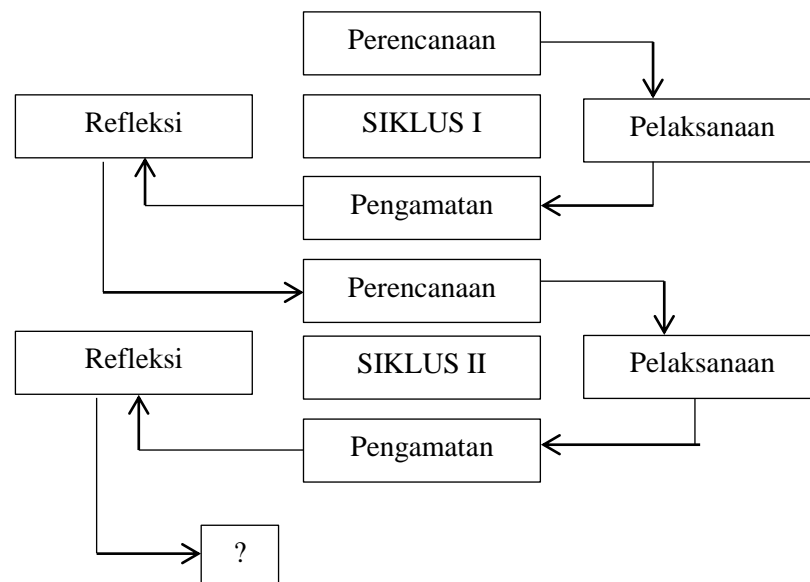 Perencanaan
Refleksi
SIKLUS I
Pelaksanaan
Pengamatan
Perencanaan
Refleksi
SIKLUS II
Pelaksanaan
Pengamatan
?